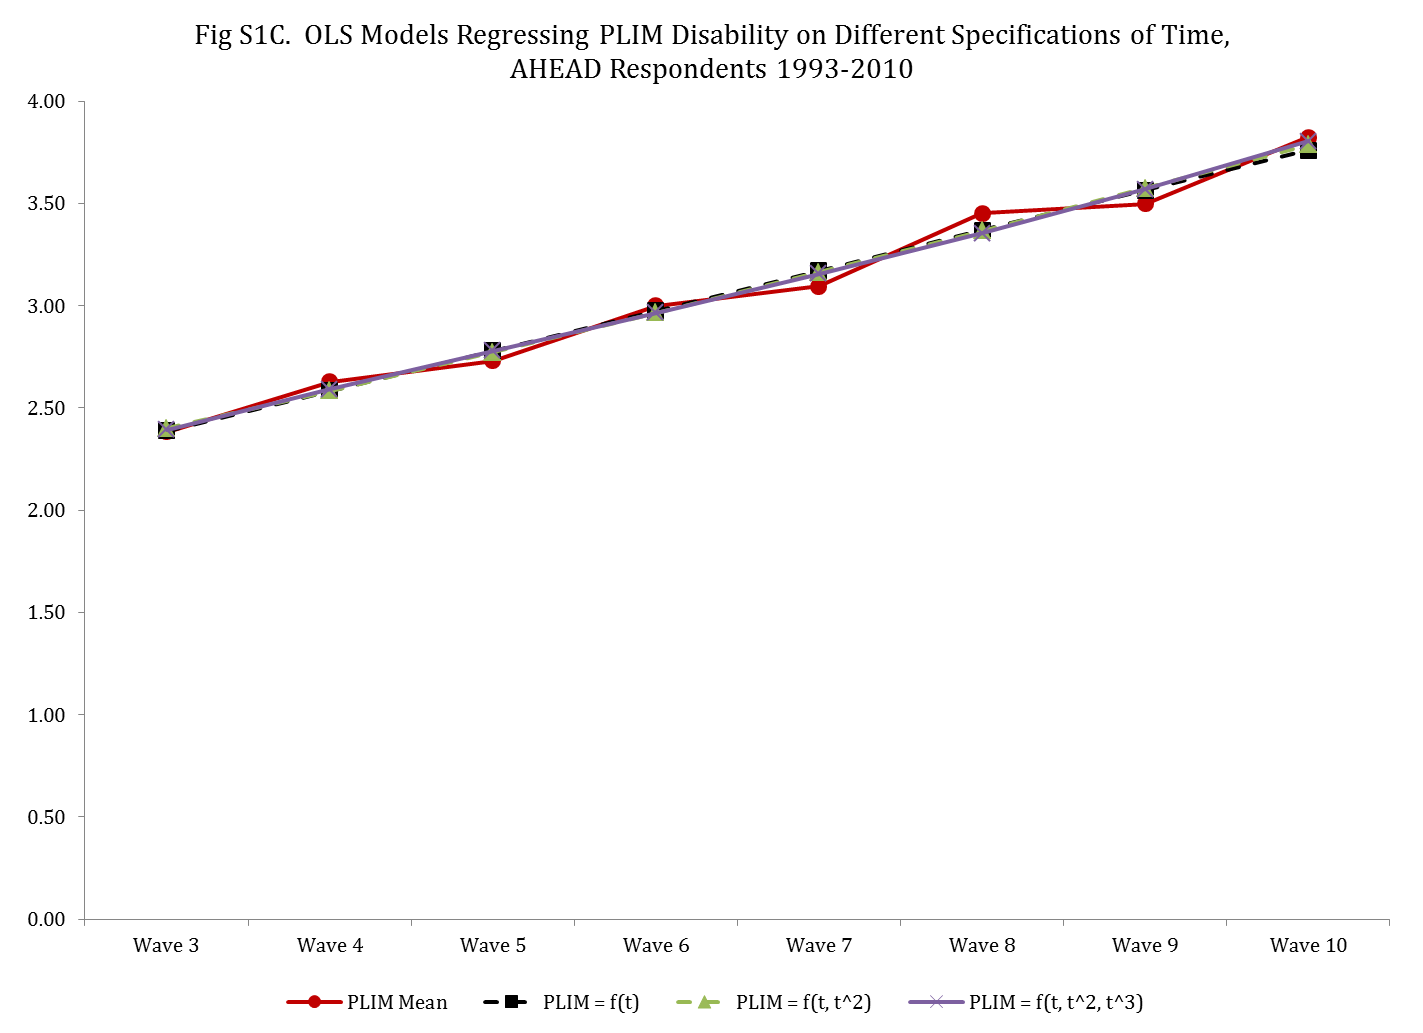 Fig S1C. OLS Models Regressing PLIM Disability on Different Specifications of Time,
AHEAD Respondents 1993-2010
4.00
3.50
3.00
2.50
2.00
1.50
1.00
0.50
0.00
Wave 3 Wave 4 Wave 5 Wave 6 Wave 7 Wave 8 Wave 9 Wave 10
PLIM Mean PLIM = f(t) PLIM = f(t, t^2) PLIM = f(t, t^2, t^3)